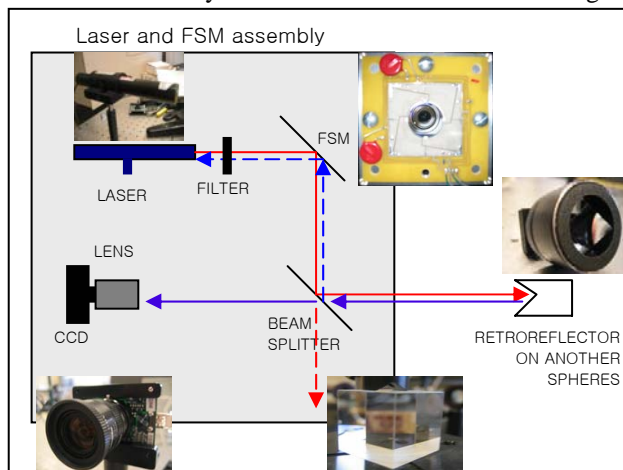 Laser and FSM assembly
FSM
LASER
FILTER
LENS
CCD
BEAM
SPLITTER
RETROREFLECTOR
ON ANOTHER
SPHERES